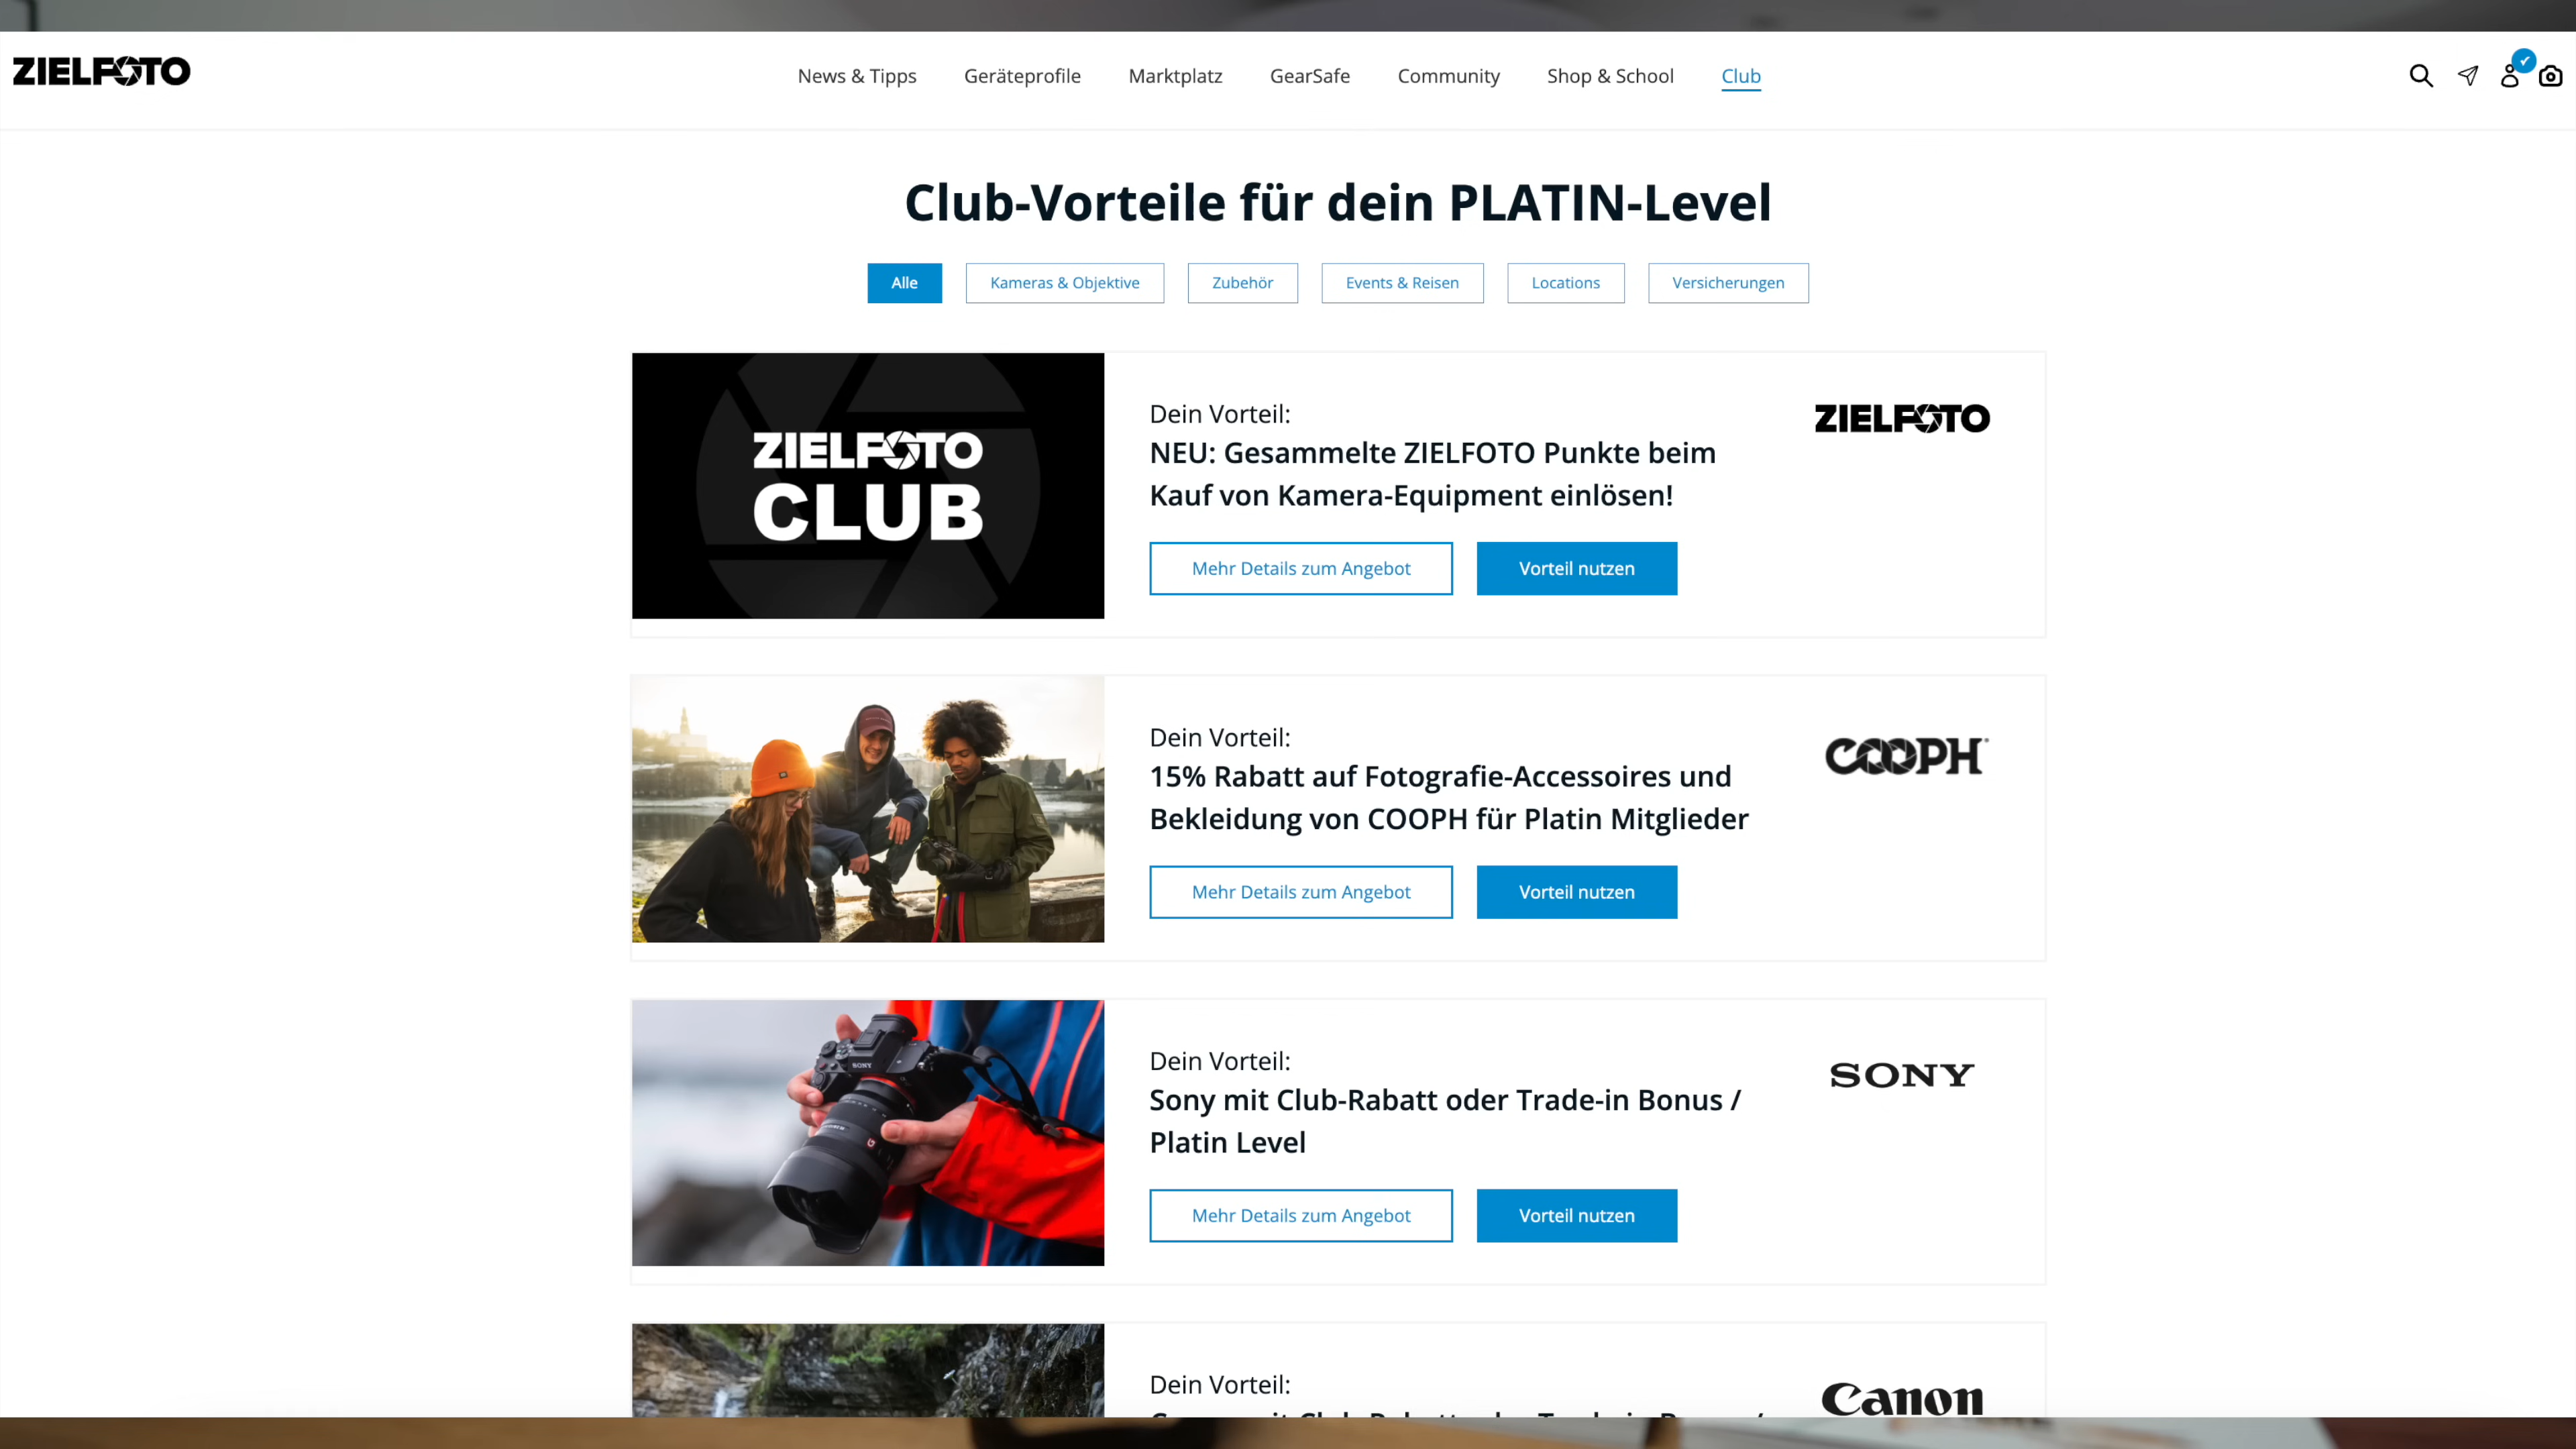 ZIELFOTO
News & Tipps
Geräteprofile
Marktplatz
GearSafe
Community
Shop & School
Club
Club-Vorteile für dein PLATIN-Level
Alle
Kameras & Objektive
Zubehör
Events & Reisen
Locations
Versicherungen
ZIELFOTO
CLUB
Dein Vorteil:
NEU: Gesammelte ZIELFOTO Punkte beim
Kauf von Kamera-Equipment einlösen!
Mehr Details zum Angebot
Vorteil nutzen
ZIELFOTO
Dein Vorteil:
15% Rabatt auf Fotografie-Accessoires und
Bekleidung von COOPH für Platin Mitglieder
Mehr Details zum Angebot
Vorteil nutzen
COOPH
SONY
Dein Vorteil:
Sony mit Club-Rabatt oder Trade-in Bonus /
Platin Level
Mehr Details zum Angebot
Vorteil nutzen
SONY
Dein Vorteil:
Canon